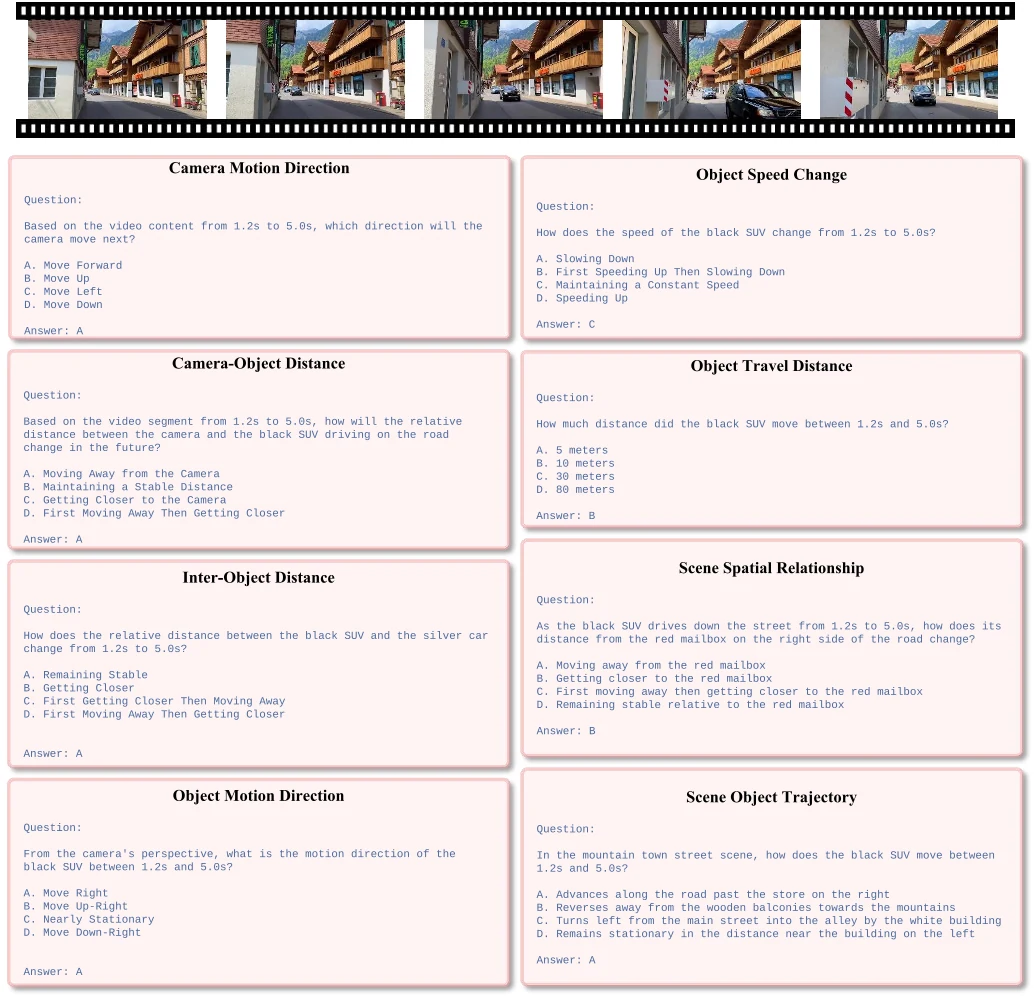 Camera Motion Direction
Question:
Based on the video content from 1.2s to 5.0s, which direction will the
camera move next?
A. Move Forward
B. Move Up
C. Move Left
D. Move Down
Answer: A
Camera-Object Distance
Question:
Based on the video segment from 1.2s to 5.0s, how will the relative
distance between the camera and the black SUV driving on the road
change in the future?
A. Moving Away from the Camera
B. Maintaining a Stable Distance
C. Getting Closer to the Camera
D. First Moving Away Then Getting Closer
Answer: A
Inter-Object Distance
Question:
How does the relative distance between the black SUV and the silver car
change from 1.2s to 5.0s?
A. Remaining Stable
B. Getting Closer
C. First Getting Closer Then Moving Away
D. First Moving Away Then Getting Closer
Answer: A
Object Motion Direction
Question:
From the camera's perspective, what is the motion direction of the
black SUV between 1.2s and 5.0s?
A. Move Right
B. Move Up-Right
C. Nearly Stationary
D. Move Down-Right
Answer: A
Object Speed Change
Question:
How does the speed of the black SUV change from 1.2s to 5.0s?
A. Slowing Down
B. First Speeding Up Then Slowing Down
C. Maintaining a Constant Speed
D. Speeding Up
Answer: C
Object Travel Distance
Question:
How much distance did the black SUV move between 1.2s and 5.0s?
A. 5 meters
B. 10 meters
C. 30 meters
D. 80 meters
Answer: B
Scene Spatial Relationship
Question:
As the black SUV drives down the street from 1.2s to 5.0s, how does its
distance from the red mailbox on the right side of the road change?
A. Moving away from the red mailbox
B. Getting closer to the red mailbox
C. First moving away then getting closer to the red mailbox
D. Remaining stable relative to the red mailbox
Answer: B
Scene Object Trajectory
Question:
In the mountain town street scene, how does the black SUV move between
1.2s and 5.0s?
A. Advances along the road past the store on the right
B. Reverses away from the wooden balconies towards the mountains
C. Turns left from the main street into the alley by the white building
D. Remains stationary in the distance near the building on the left
Answer: A